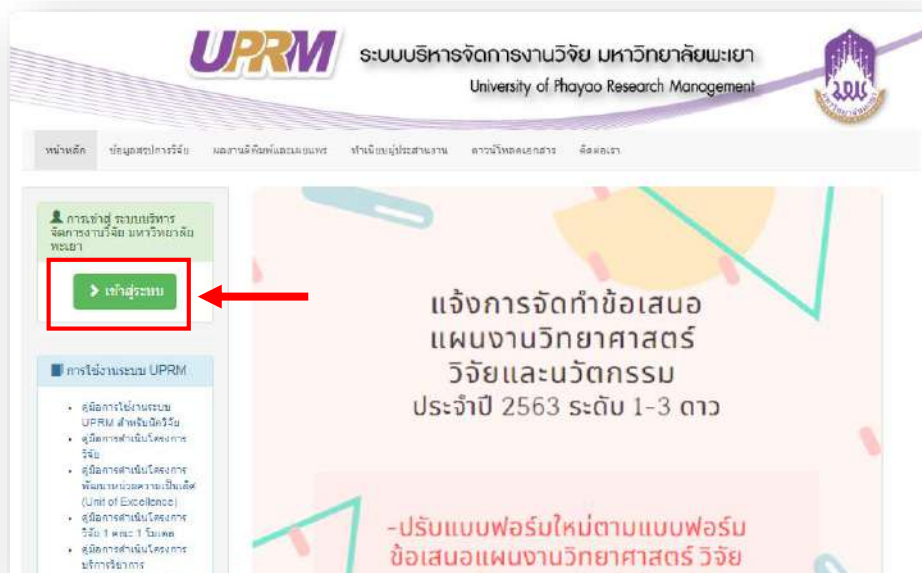 UPRM
ระบบบริหารจัดการงานวิจัย มหาวิทยาลัยพะเยา
University of Phayao Research Management
มหาวิทยาลัยพะเยา
หน้าหลัก ข้อมูลสรุปการวิจัย ผลงานตีพิมพ์และเผยแพร่ ทำเนียบผู้ประสานงาน ดาวน์โหลดเอกสาร ติดต่อเรา
การเข้าสู่ ระบบบริหาร
จัดการงานวิจัย มหาวิทยาลัย
พะเยา
เข้าสู่ระบบ
การใช้งานระบบ UPRM
คู่มือการใช้งานระบบ
UPRM สำหรับนักวิจัย
คู่มือการดำเนินโครงการ
วิจัย
คู่มือการดำเนินโครงการ
พัฒนาหน่วยความเป็นเลิศ
(Unit of Excellence)
คู่มือการดำเนินโครงการ
วิจัย 1 คณะ 1 โมเดล
คู่มือการดำเนินโครงการ
บริการวิชาการ
แจ้งการจัดทำข้อเสนอ
แผนงานวิทยาศาสตร์
วิจัยและนวัตกรรม
ประจำปี 2563 ระดับ 1-3 ดาว
-ปรับแบบฟอร์มใหม่ตามแบบฟอร์ม
ข้อเสนอแผนงานวิทยาศาสตร์ วิจัย